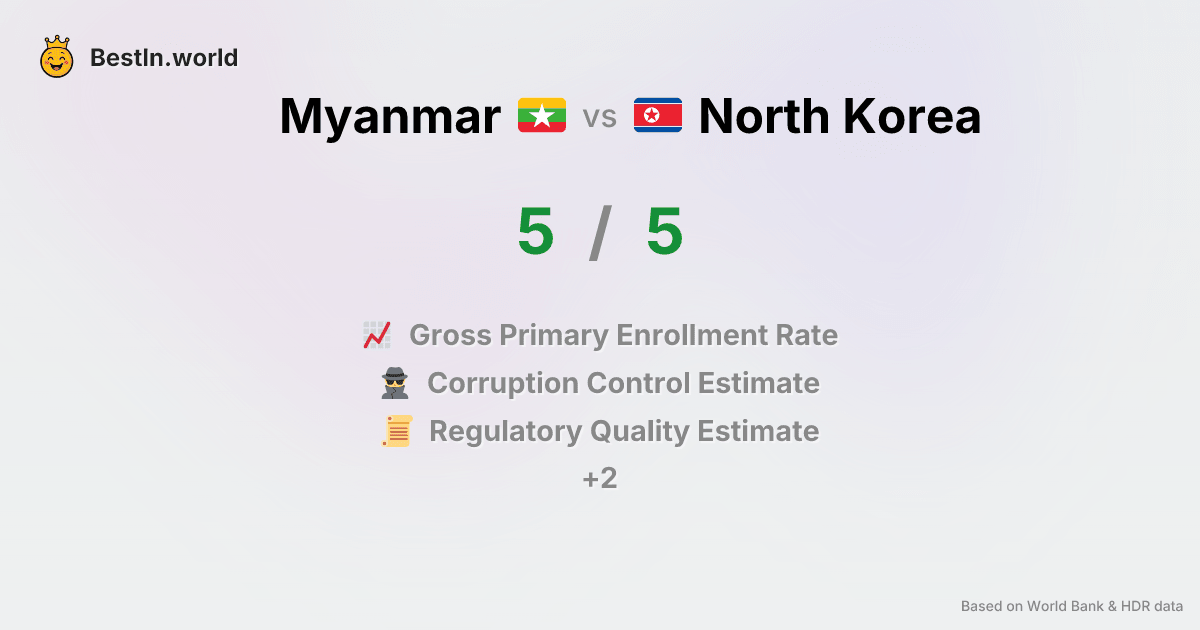 BestIn.world
Myanmar vs North Korea
5 / 5
Gross Primary Enrollment Rate
Corruption Control Estimate
Regulatory Quality Estimate
+2
Based on World Bank & HDR data